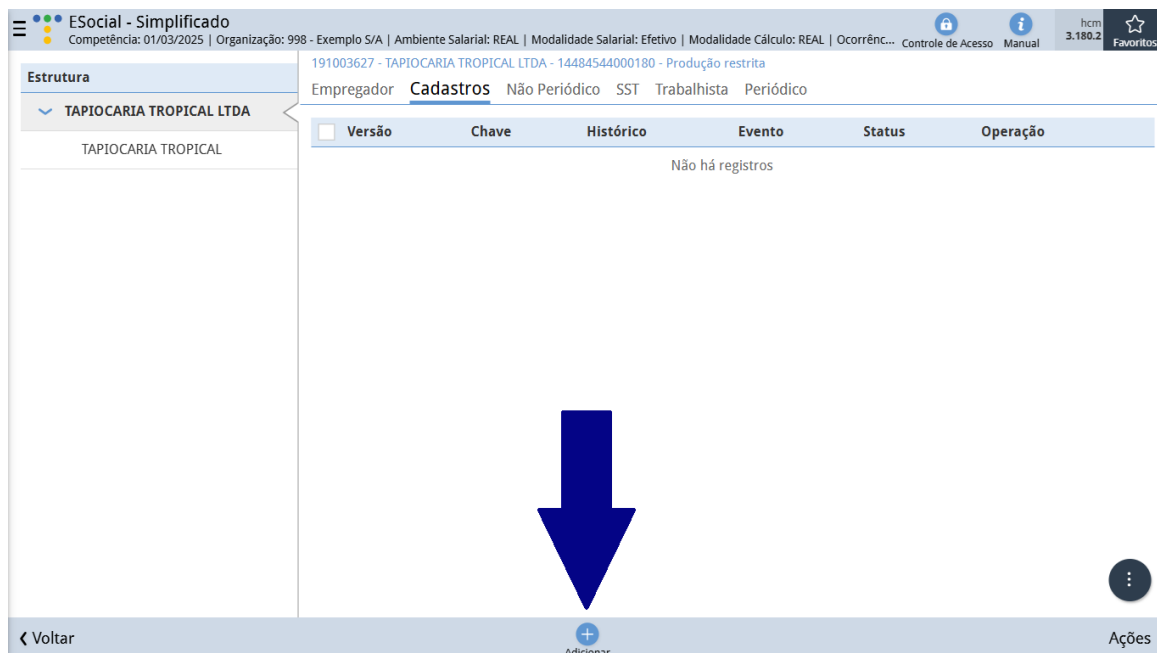 ESocial - Simplificado
Competência: 01/03/2025 | Organização: 998 - Exemplo S/A | Ambiente Salarial: REAL | Modalidade Salarial: Efetivo | Modalidade Cálculo: REAL | Ocorrênc...
Controle de Acesso
Manual
hcm
3.180.2
Favoritos
Estrutura
TAPIOCARIA TROPICAL LTDA
TAPIOCARIA TROPICAL
191003627 - TAPIOCARIA TROPICAL LTDA - 14484544000180 - Produção restrita
Empregador Cadastros Não Periódico SST Trabalhista Periódico
Versão Chave Histórico Evento Status Operação
Não há registros
Voltar
Adicionar
Ações